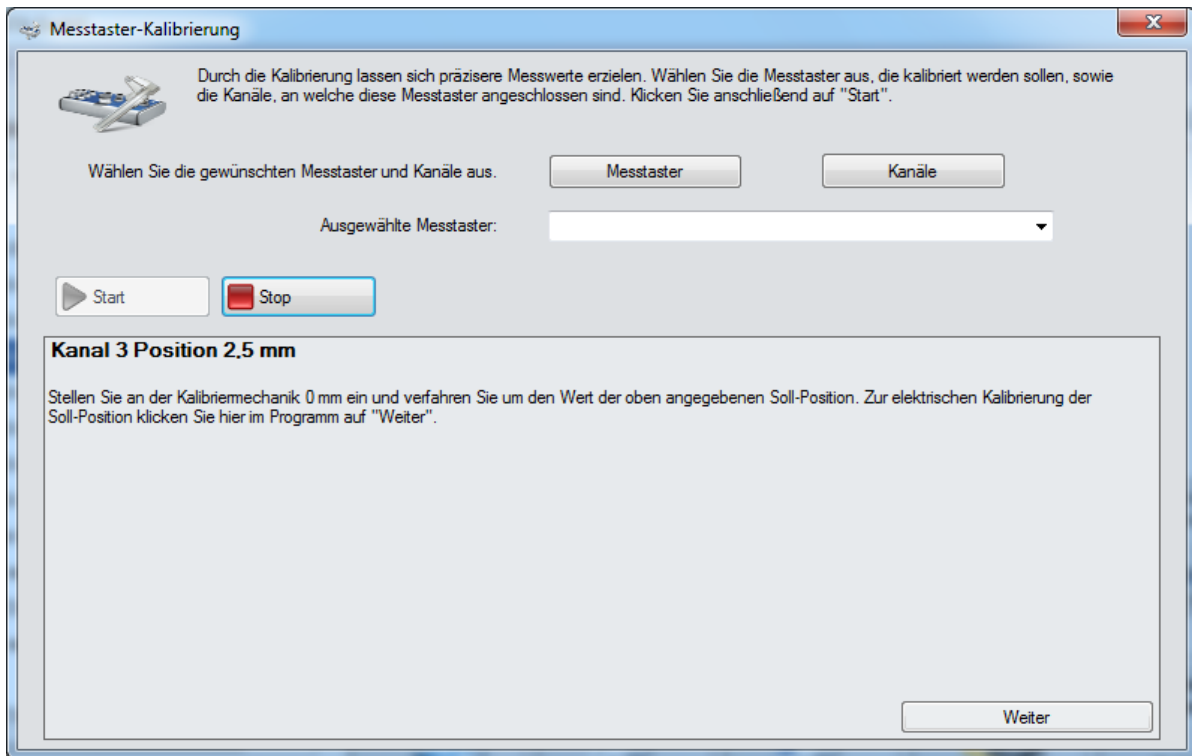 Messtaster-Kalibrierung
Durch die Kalibrierung lassen sich präzisere Messwerte erzielen. Wählen Sie die Messtaster aus, die kalibriert werden sollen, sowie
die Kanäle, an welche diese Messtaster angeschlossen sind. Klicken Sie anschließend auf "Start".
Wählen Sie die gewünschten Messtaster und Kanäle aus.
Messtaster
Kanäle
Ausgewählte Messtaster:
Start
Stop
Kanal 3 Position 2,5 mm
Stellen Sie an der Kalibriermechanik 0 mm ein und verfahren Sie um den Wert der oben angegebenen Soll-Position. Zur elektrischen Kalibrierung der
Soll-Position klicken Sie hier im Programm auf "Weiter".
Weiter